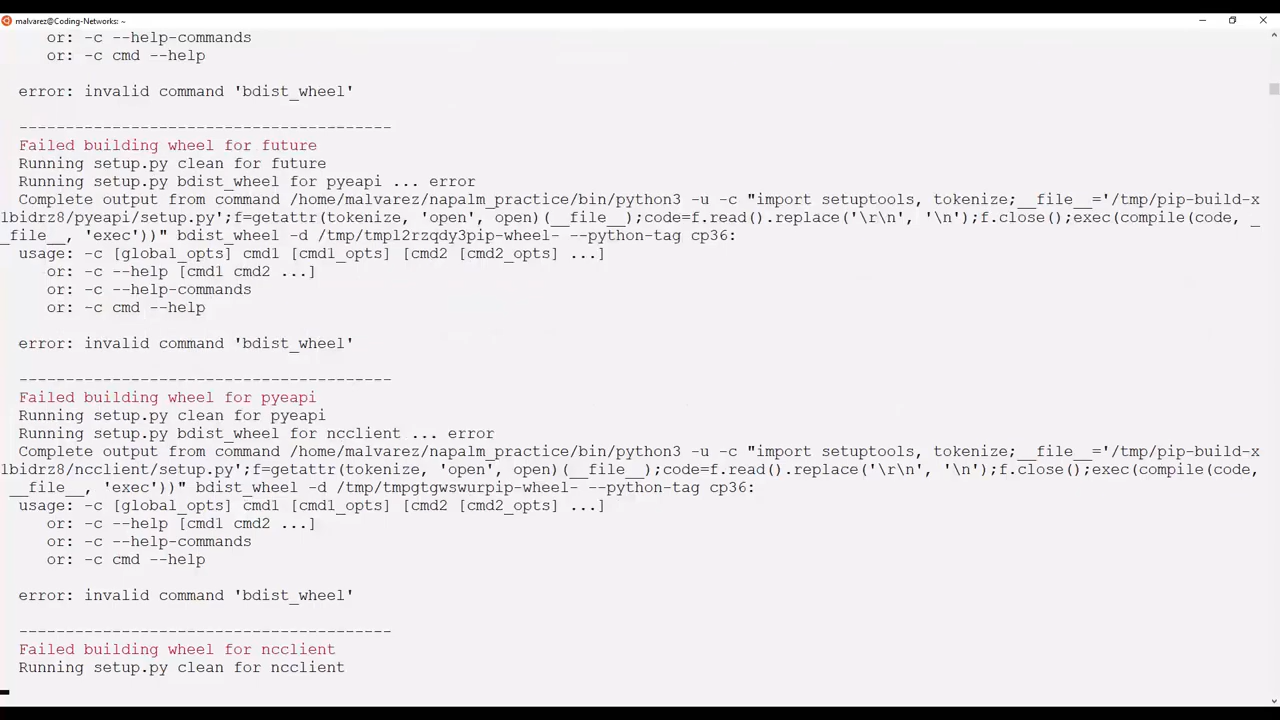 malvarez@Coding-Networks: ~
or: -c --help-commands
or: -c cmd --help
error: invalid command 'bdist_wheel'
----------------------------------------
Failed building wheel for future
Running setup.py clean for future
Running setup.py bdist_wheel for pyeapi ... error
Complete output from command /home/malvarez/napalm_practice/bin/python3 -u -c "import setuptools, tokenize;__file__='/tmp/pip-build-x
lbidrz8/pyeapi/setup.py';f=getattr(tokenize, 'open', open)(__file__);code=f.read().replace('\r\n', '\n');f.close();exec(compile(code, _
_file__, 'exec'))" bdist_wheel -d /tmp/tmpl2rzqdy3pip-wheel- --python-tag cp36:
usage: -c [global_opts] cmd1 [cmd1_opts] [cmd2 [cmd2_opts] ...]
or: -c --help [cmd1 cmd2 ...]
or: -c --help-commands
or: -c cmd --help
error: invalid command 'bdist_wheel'
----------------------------------------
Failed building wheel for pyeapi
Running setup.py clean for pyeapi
Running setup.py bdist_wheel for ncclient ... error
Complete output from command /home/malvarez/napalm_practice/bin/python3 -u -c "import setuptools, tokenize;__file__='/tmp/pip-build-x
lbidrz8/ncclient/setup.py';f=getattr(tokenize, 'open', open)(__file__);code=f.read().replace('\r\n', '\n');f.close();exec(compile(code,
__file__, 'exec'))" bdist_wheel -d /tmp/tmpgtgwswurpip-wheel- --python-tag cp36:
usage: -c [global_opts] cmd1 [cmd1_opts] [cmd2 [cmd2_opts] ...]
or: -c --help [cmd1 cmd2 ...]
or: -c --help-commands
or: -c cmd --help
error: invalid command 'bdist_wheel'
----------------------------------------
Failed building wheel for ncclient
Running setup.py clean for ncclient